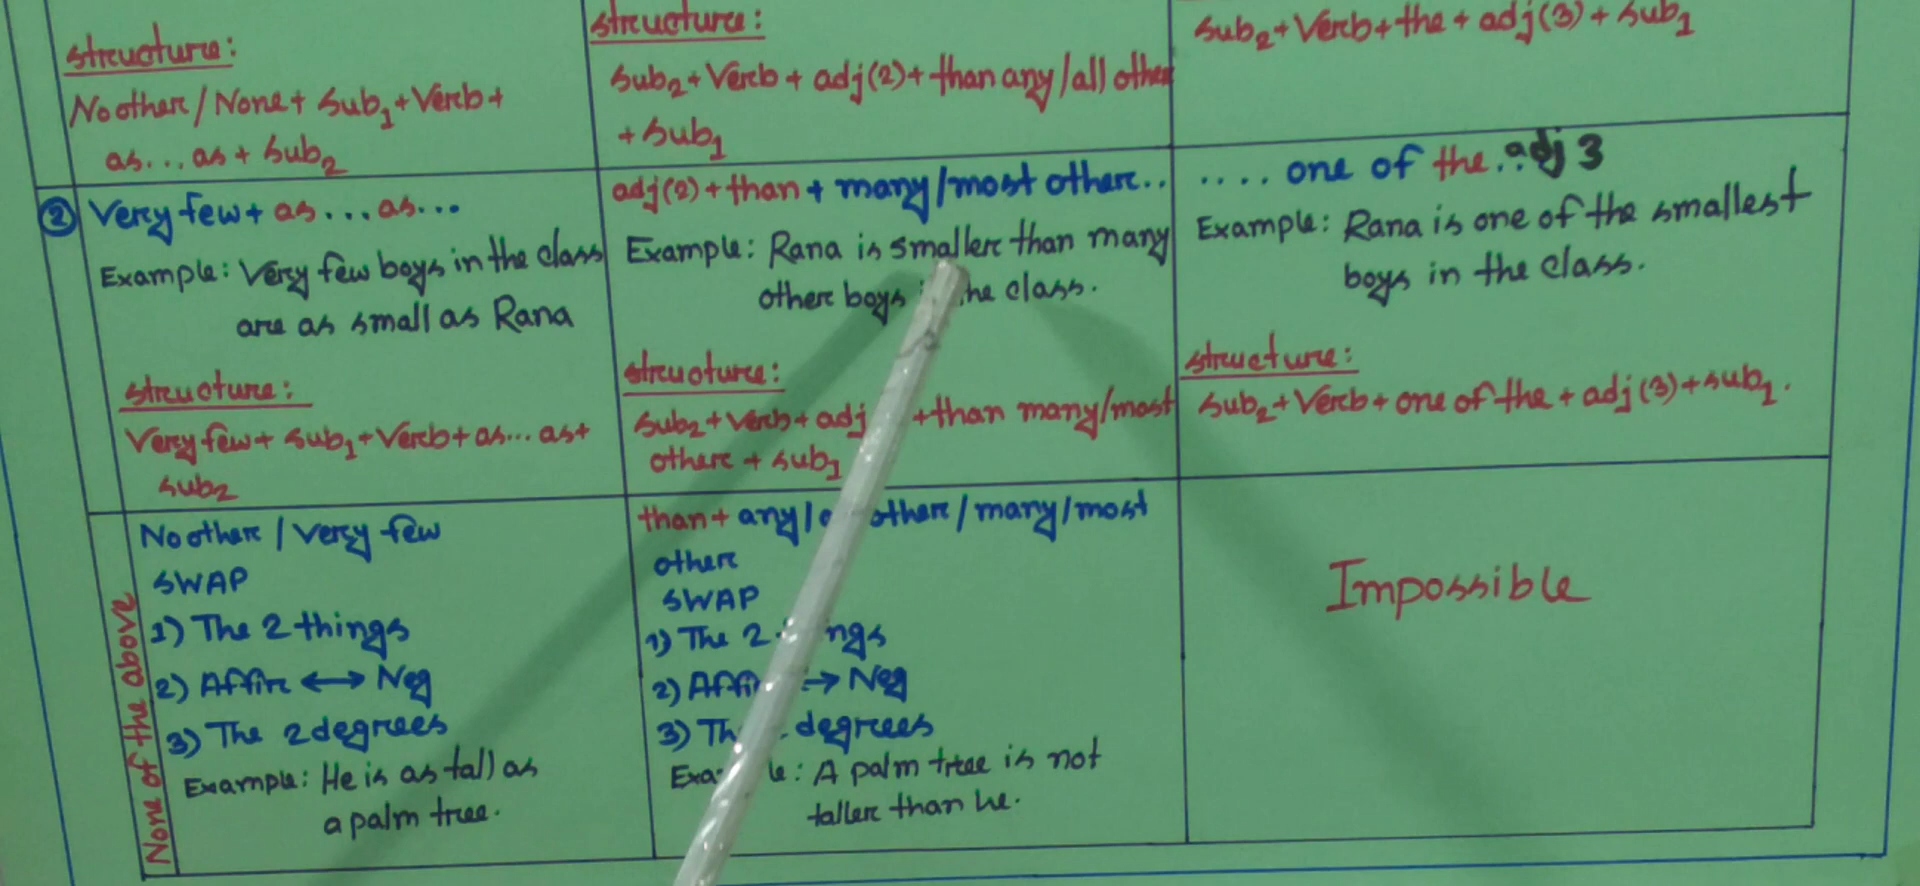 structure:
No other/None + sub₁ + Verb +
as... as + sub₂
structure:
sub₂ + Verb + adj(2) + than any/all other
+ sub₁
sub₂ + Verb + the + adj(3) + sub₁
② Very few + as... as...
Example: Very few boys in the class
are as small as Rana
structure:
Very few + sub₁ + Verb + as... as +
sub₂
adj(2) + than + many/most other..
Example: Rana is smaller than many
other boys the class.
structure:
sub₂ + Verb + adj + than many/most
other + sub₁
.... one of the.. adj 3
Example: Rana is one of the smallest
boys in the class.
structure:
sub₂ + Verb + one of the + adj(3) + sub₁.
None of the above
No other / Very few
SWAP
1) The 2 things
2) Affir ↔ Neg
3) The 2 degrees
Example: He is as tall as
a palm tree.
than + any/ other/many/most
other
SWAP
1) The 2
2) → Neg
3) degrees
A palm tree is not
taller than he.
Impossible